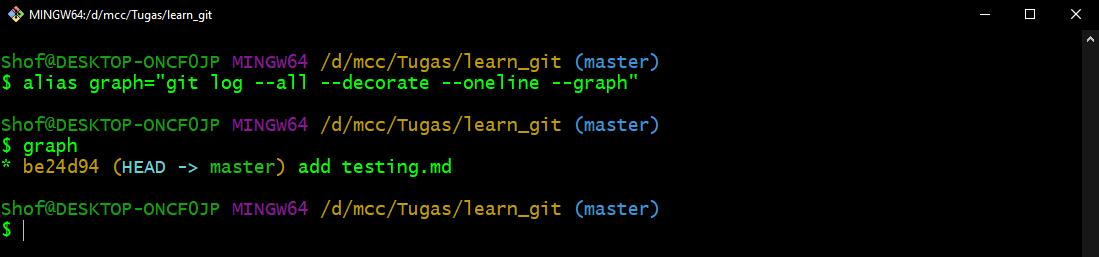 MINGW64:/d/mcc/Tugas/learn_git
Shof@DESKTOP-ONCF0JP MINGW64 /d/mcc/Tugas/learn_git (master)
$ alias graph="git log --all --decorate --oneline --graph"
Shof@DESKTOP-ONCF0JP MINGW64 /d/mcc/Tugas/learn_git (master)
$ graph
* be24d94 (HEAD -> master) add testing.md
Shof@DESKTOP-ONCF0JP MINGW64 /d/mcc/Tugas/learn_git (master)
$